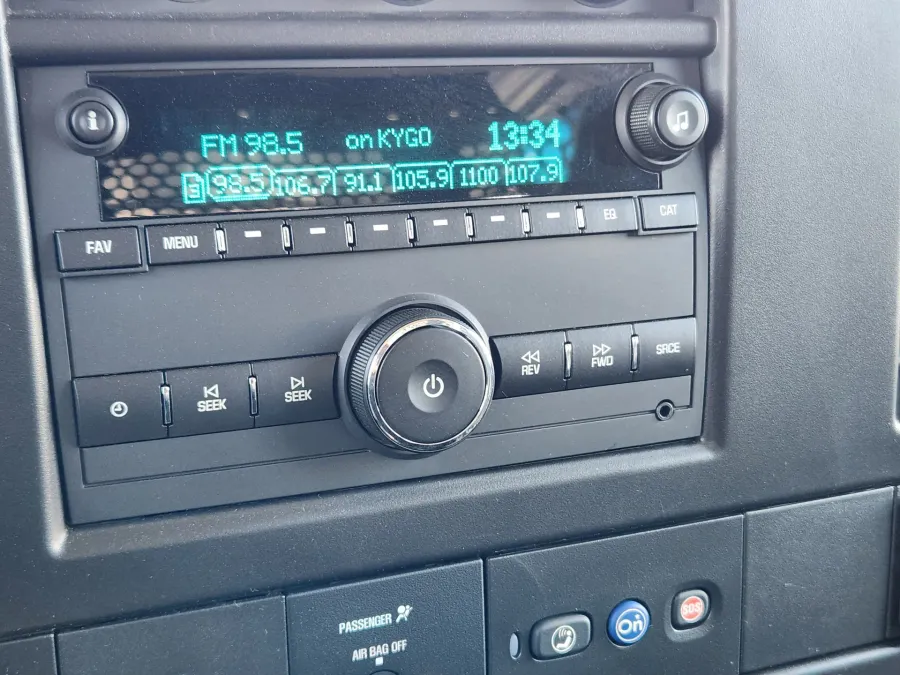 i
FM 98.5 on KYGO 13:34
98.5 106.7 91.1 105.9 1100 107.9
FAV MENU EQ CAT
SEEK SEEK REV FWD SRCE
PASSENGER
AIR BAG OFF
On SOS